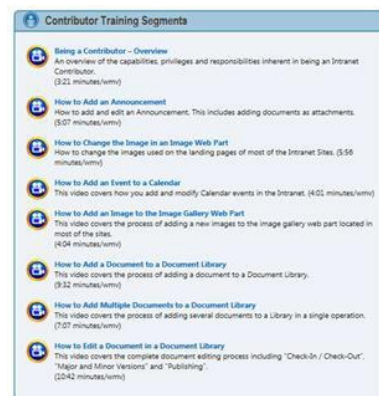 Contributor Training Segments
Being a Contributor – Overview
An overview of the capabilities, privileges and responsibilities inherent in being an Intranet
Contributor.
(3:21 minutes/wmv)
How to Add an Announcement
How to add and edit an Announcement. This includes adding documents as attachments.
(5:07 minutes/wmv)
How to Change the Image in an Image Web Part
How to change the images used on the landing pages of most of the Intranet Sites. (5:56
minutes/wmv)
How to Add an Event to a Calendar
This video covers how you add and modify Calendar events in the Intranet. (4:01 minutes/wmv)
How to Add an Image to the Image Gallery Web Part
This video covers the process of adding a new images to the image gallery web part located in
most of the sites.
(4:04 minutes/wmv)
How to Add a Document to a Document Library
This video covers the process of adding a document to a Document Library.
(9:32 minutes/wmv)
How to Add Multiple Documents to a Document Library
This video covers the process of adding several documents to a Library in a single operation.
(7:07 minutes/wmv)
How to Edit a Document in a Document Library
This video covers the complete document editing process including "Check-In / Check-Out",
"Major and Minor Versions" and "Publishing".
(10:42 minutes/wmv)